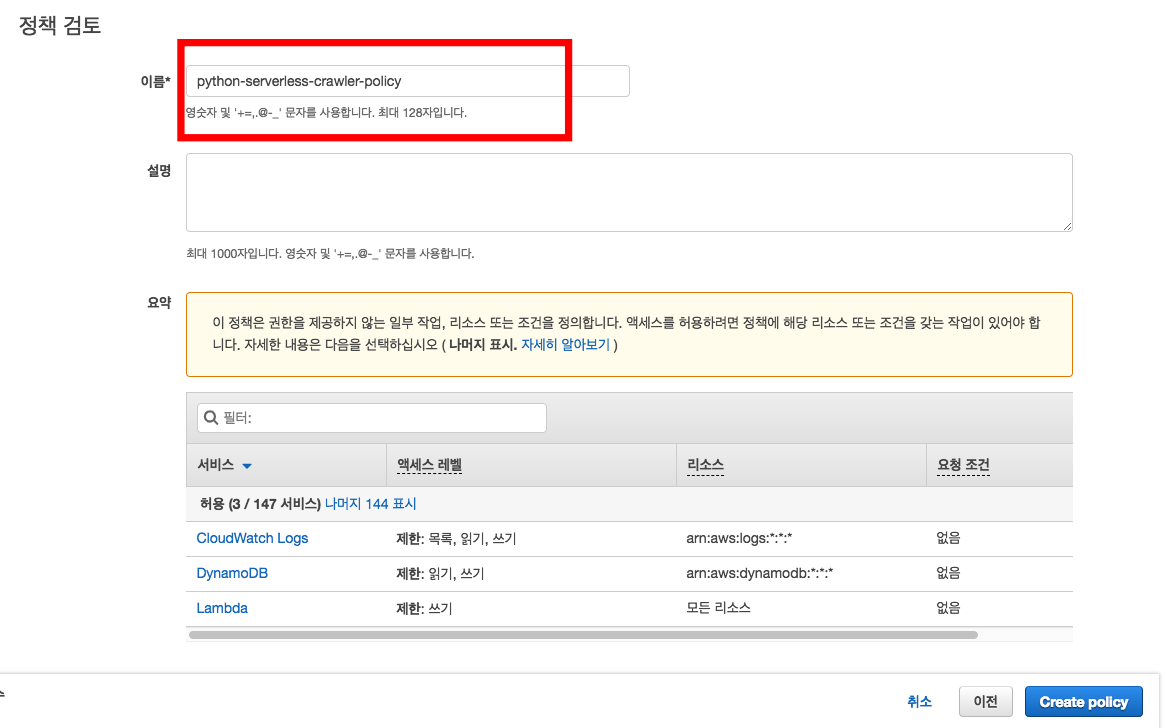 정책 검토
이름*
python-serverless-crawler-policy
영숫자 및 '+=,.@-_' 문자를 사용합니다. 최대 128자입니다.
설명
최대 1000자입니다. 영숫자 및 '+=,.@-_' 문자를 사용합니다.
요약
이 정책은 권한을 제공하지 않는 일부 작업, 리소스 또는 조건을 정의합니다. 액세스를 허용하려면 정책에 해당 리소스 또는 조건을 갖는 작업이 있어야 합
니다. 자세한 내용은 다음을 선택하십시오 ( 나머지 표시. 자세히 알아보기 )
필터:
서비스 액세스 레벨 리소스 요청 조건
허용 (3 / 147 서비스) 나머지 144 표시
CloudWatch Logs 제한: 목록, 읽기, 쓰기 arn:aws:logs:*:*:* 없음
DynamoDB 제한: 읽기, 쓰기 arn:aws:dynamodb:*:*:* 없음
Lambda 제한: 쓰기 모든 리소스 없음
취소 이전 Create policy